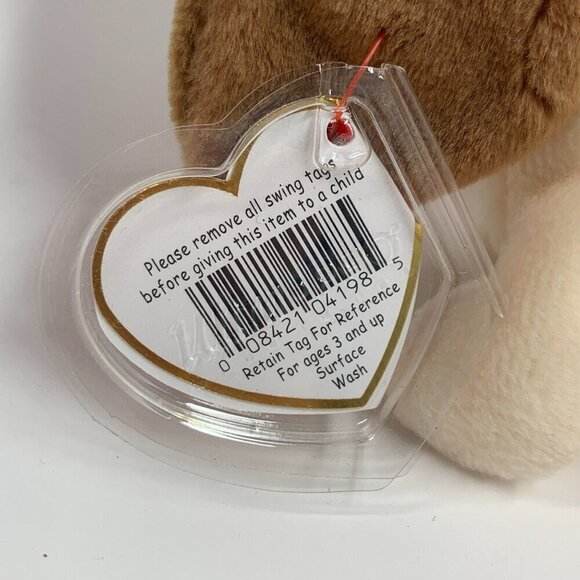 Please remove all swing tags
before giving this item to a child
0 08421 04198 5
Retain Tag For Reference
For ages 3 and up
Surface
Wash